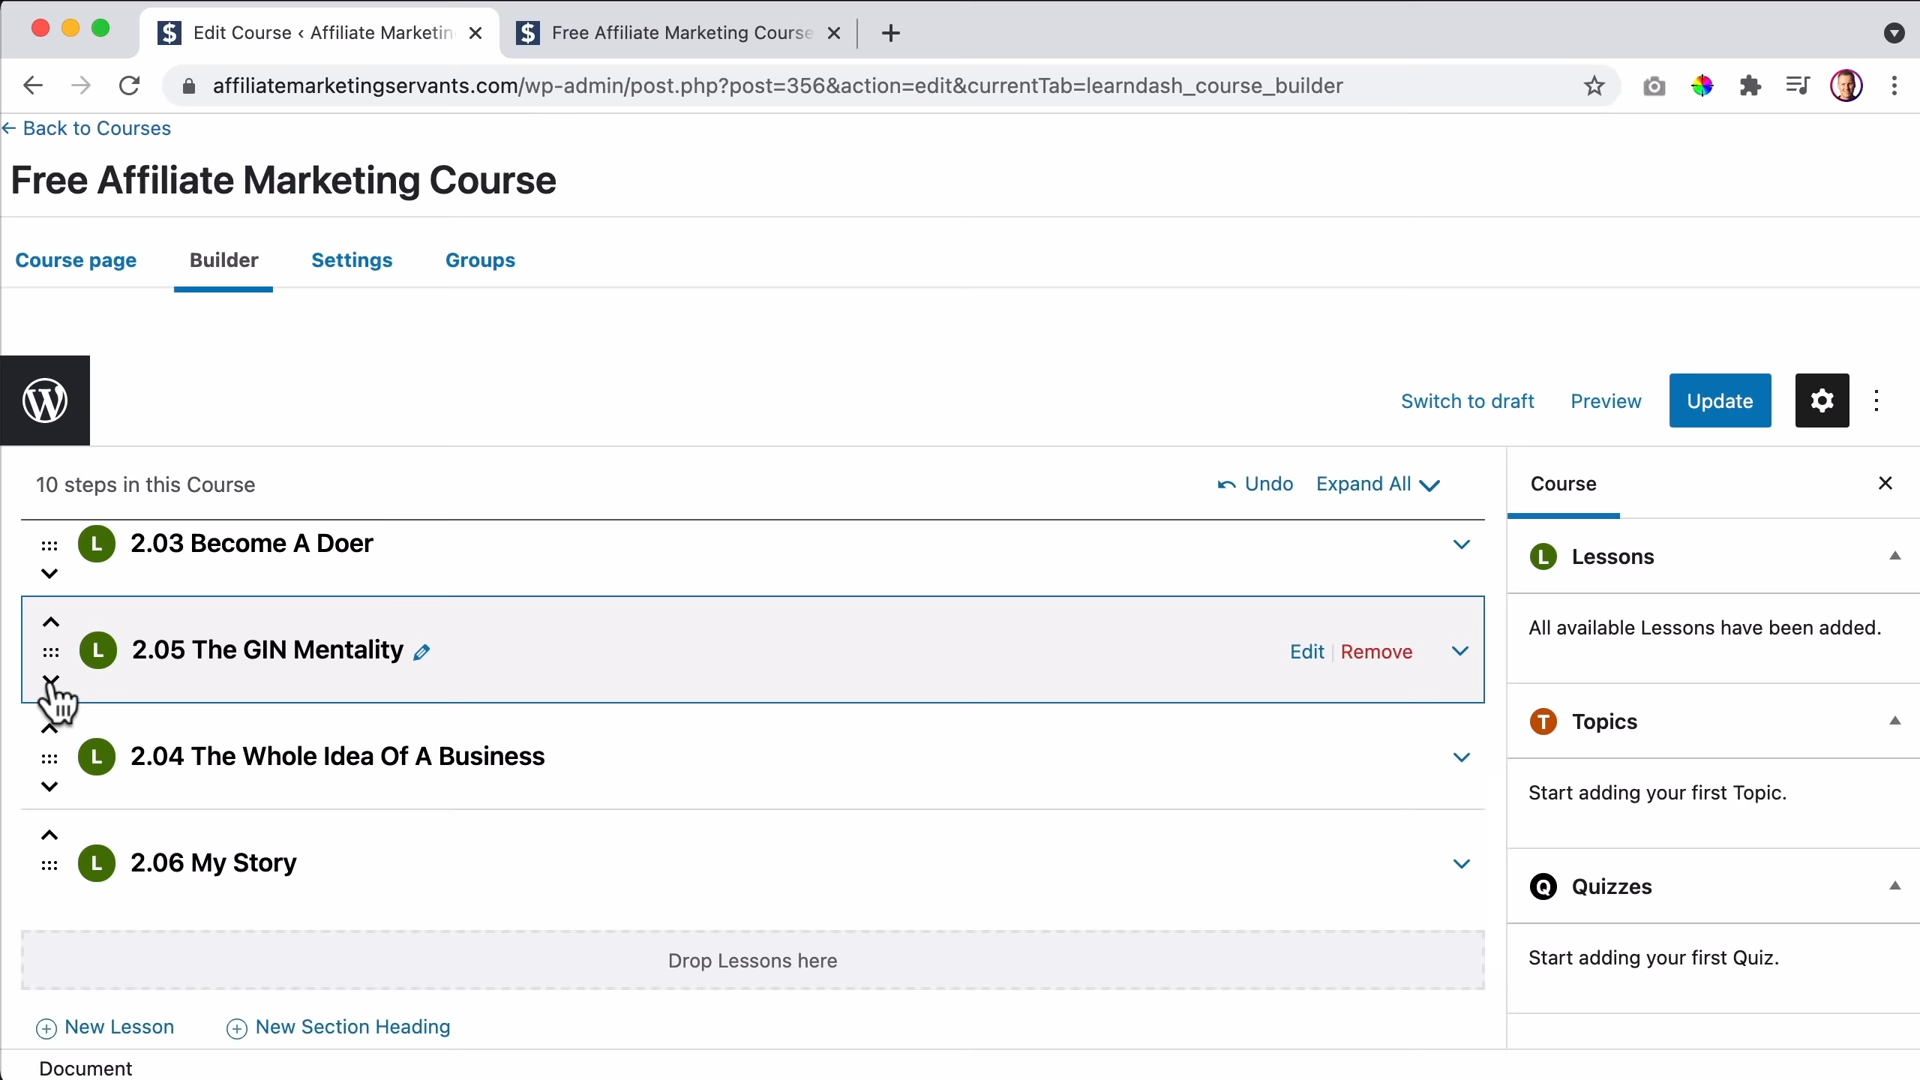 Edit Course ‹ Affiliate Marketin
Free Affiliate Marketing Course
affiliatemarketingservants.com/wp-admin/post.php?post=356&action=edit&currentTab=learndash_course_builder
← Back to Courses
Free Affiliate Marketing Course
Course page
Builder
Settings
Groups
Switch to draft
Preview
Update
10 steps in this Course
Undo
Expand All
Course
L 2.03 Become A Doer
L Lessons
All available Lessons have been added.
L 2.05 The GIN Mentality
Edit | Remove
T Topics
L 2.04 The Whole Idea Of A Business
Start adding your first Topic.
L 2.06 My Story
Q Quizzes
Drop Lessons here
Start adding your first Quiz.
New Lesson
New Section Heading
Document